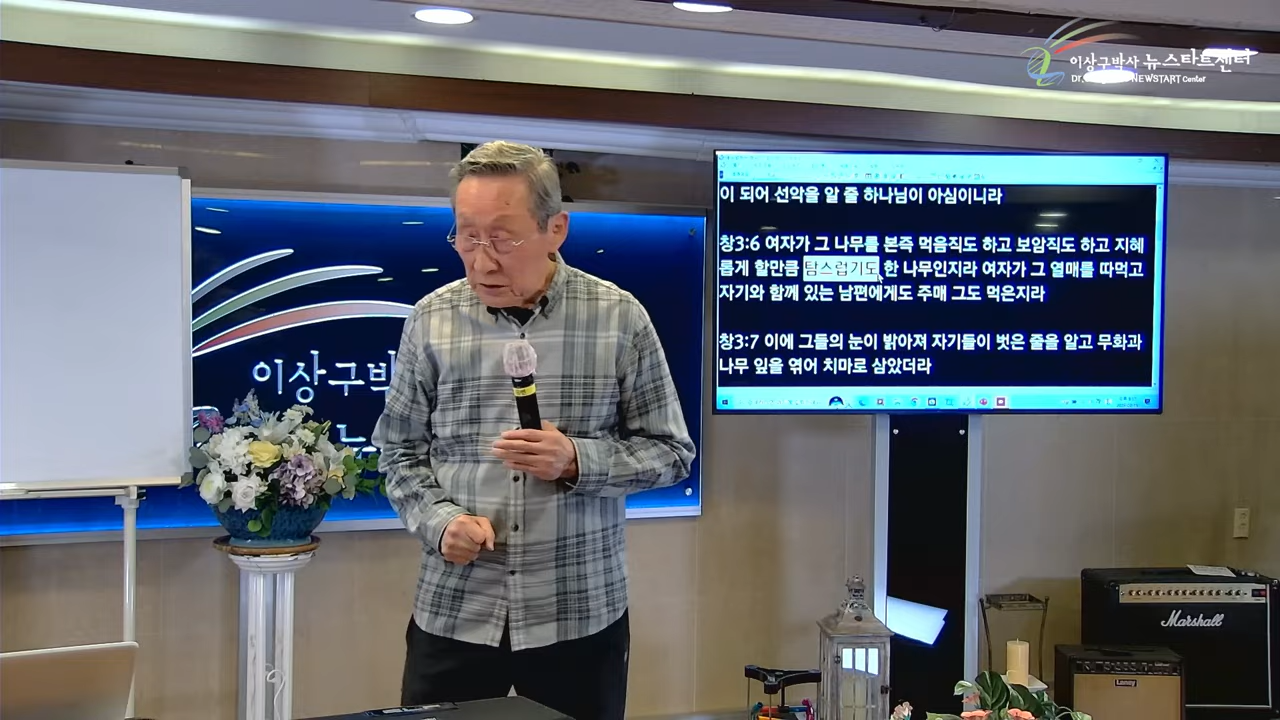 이상구박사 뉴스타트센터
NEWSTART Center
이 되어 선악을 알 줄 하나님이 아심이니라
창3:6 여자가 그 나무를 본즉 먹음직도 하고 보암직도 하고 지혜
롭게 할만큼 탐스럽기도 한 나무인지라 여자가 그 열매를 따먹고
자기와 함께 있는 남편에게도 주매 그도 먹은지라
창3:7 이에 그들의 눈이 밝아져 자기들이 벗은 줄을 알고 무화과
나무 잎을 엮어 치마로 삼았더라
이상구
Marshall
Laney